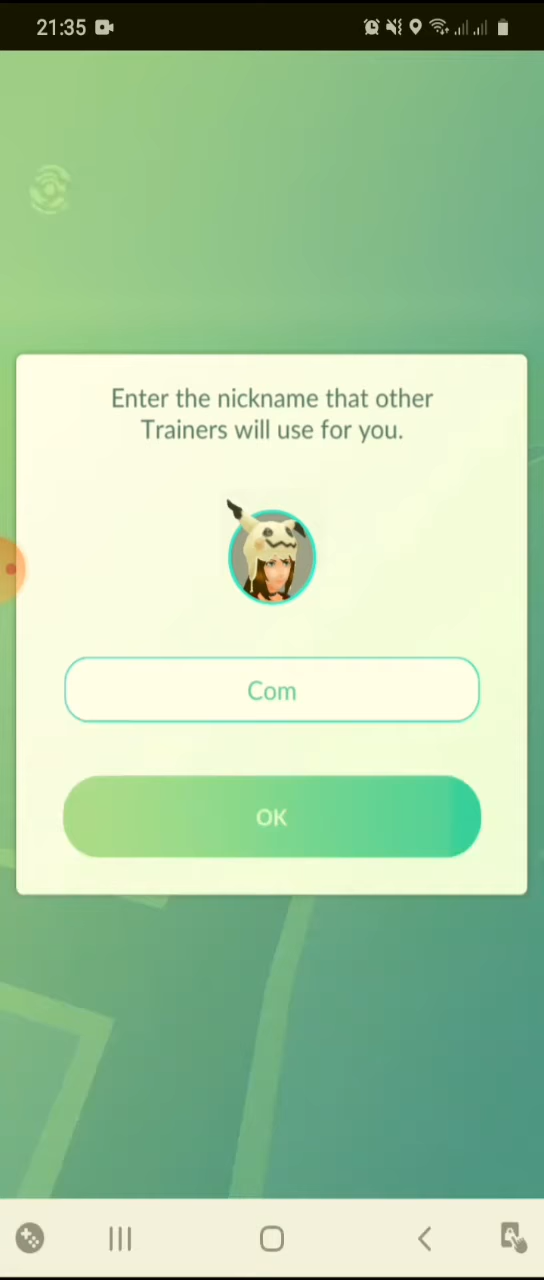 21:35
Enter the nickname that other
Trainers will use for you.
Com
OK